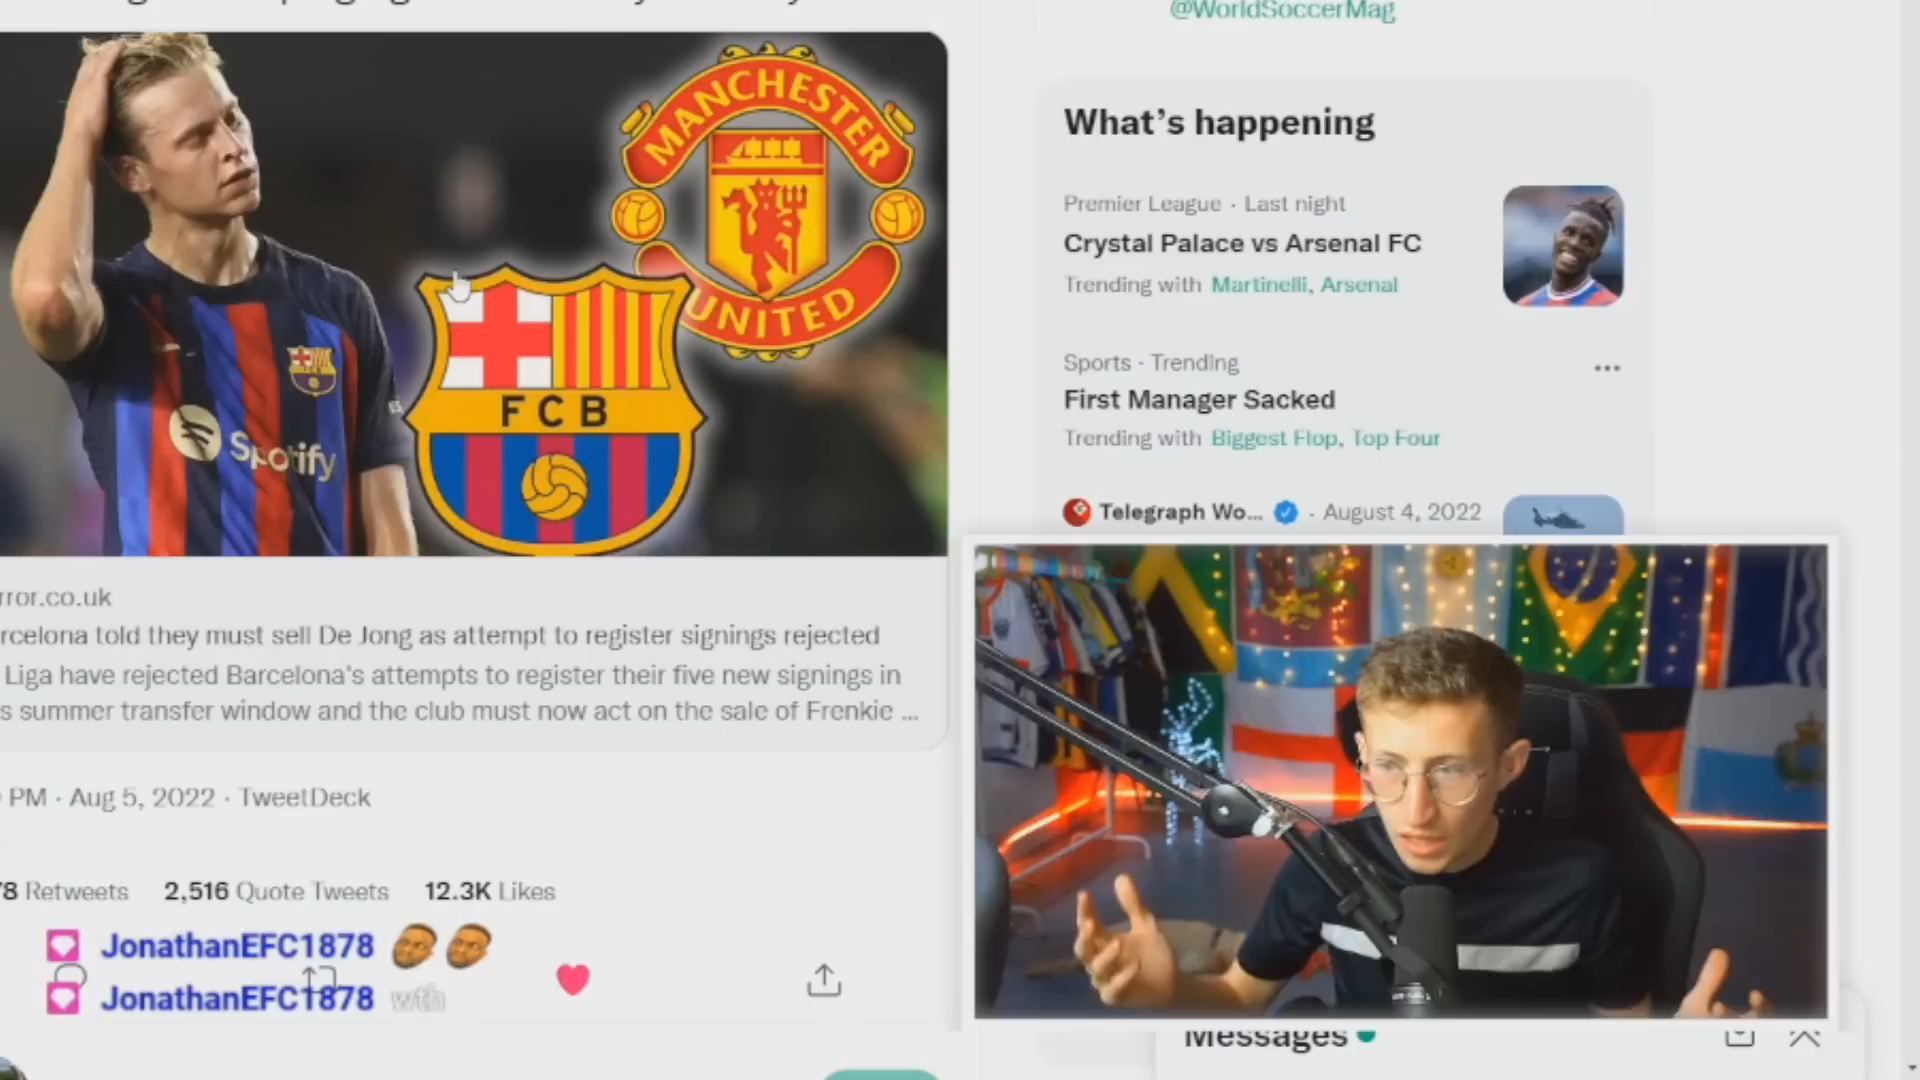 @WorldSoccerMag
MANCHESTER
UNITED
FCB
Spotify
What's happening
Premier League · Last night
Crystal Palace vs Arsenal FC
Trending with Martinelli, Arsenal
Sports · Trending
First Manager Sacked
Trending with Biggest Flop, Top Four
Telegraph Wo... · August 4, 2022
rror.co.uk
rcelona told they must sell De Jong as attempt to register signings rejected
Liga have rejected Barcelona's attempts to register their five new signings in
s summer transfer window and the club must now act on the sale of Frenkie ...
PM · Aug 5, 2022 · TweetDeck
78 Retweets 2,516 Quote Tweets 12.3K Likes
JonathanEFC1878
JonathanEFC1878 wth
Messages